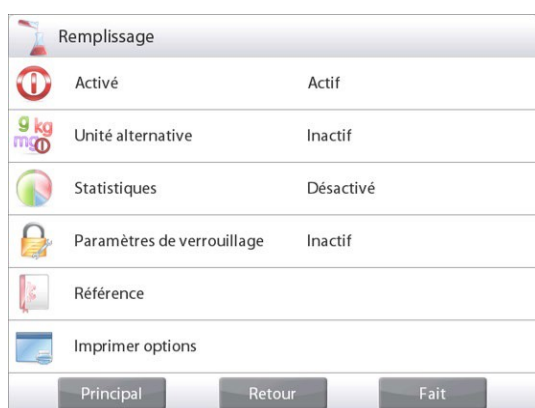 Remplissage
Activé Actif
g kg
mg
Unité alternative Inactif
Statistiques Désactivé
Paramètres de verrouillage Inactif
Référence
Imprimer options
Principal Retour Fait